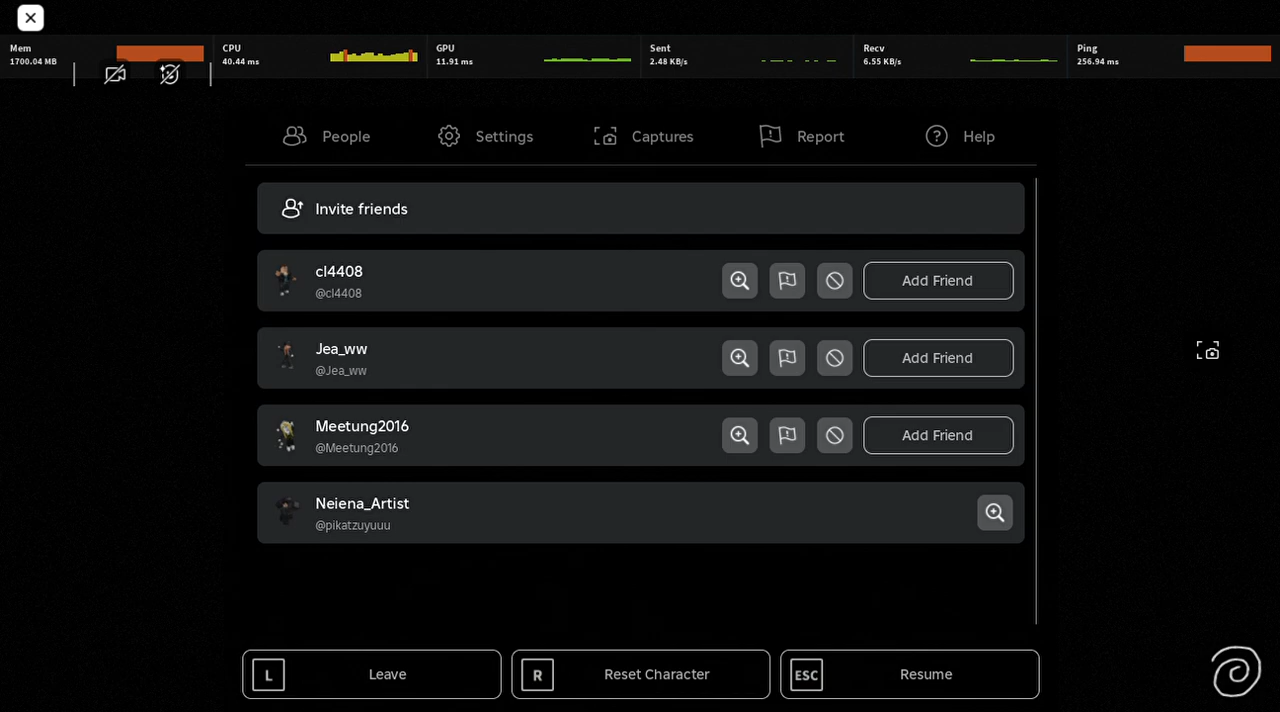 Mem
1700.04 MB
CPU
40.44 ms
GPU
11.91 ms
Sent
2.48 KB/s
Recv
6.55 KB/s
Ping
256.94 ms
People
Settings
Captures
Report
Help
Invite friends
cl4408
@cl4408
Add Friend
Jea_ww
@Jea_ww
Add Friend
Meetung2016
@Meetung2016
Add Friend
Neiena_Artist
@pikatzuyuuu
L Leave
R Reset Character
ESC Resume